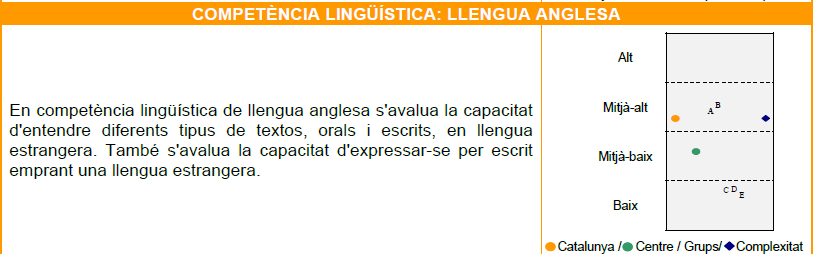 COMPETÈNCIA LINGÜÍSTICA: LLENGUA ANGLESA
En competència lingüística de llengua anglesa s'avalua la capacitat
d'entendre diferents tipus de textos, orals i escrits, en llengua
estrangera. També s'avalua la capacitat d'expressar-se per escrit
emprant una llengua estrangera.
Alt
Mitjà-alt
A B
Mitjà-baix
C D E
Baix
Catalunya / Centre / Grups/ Complexitat